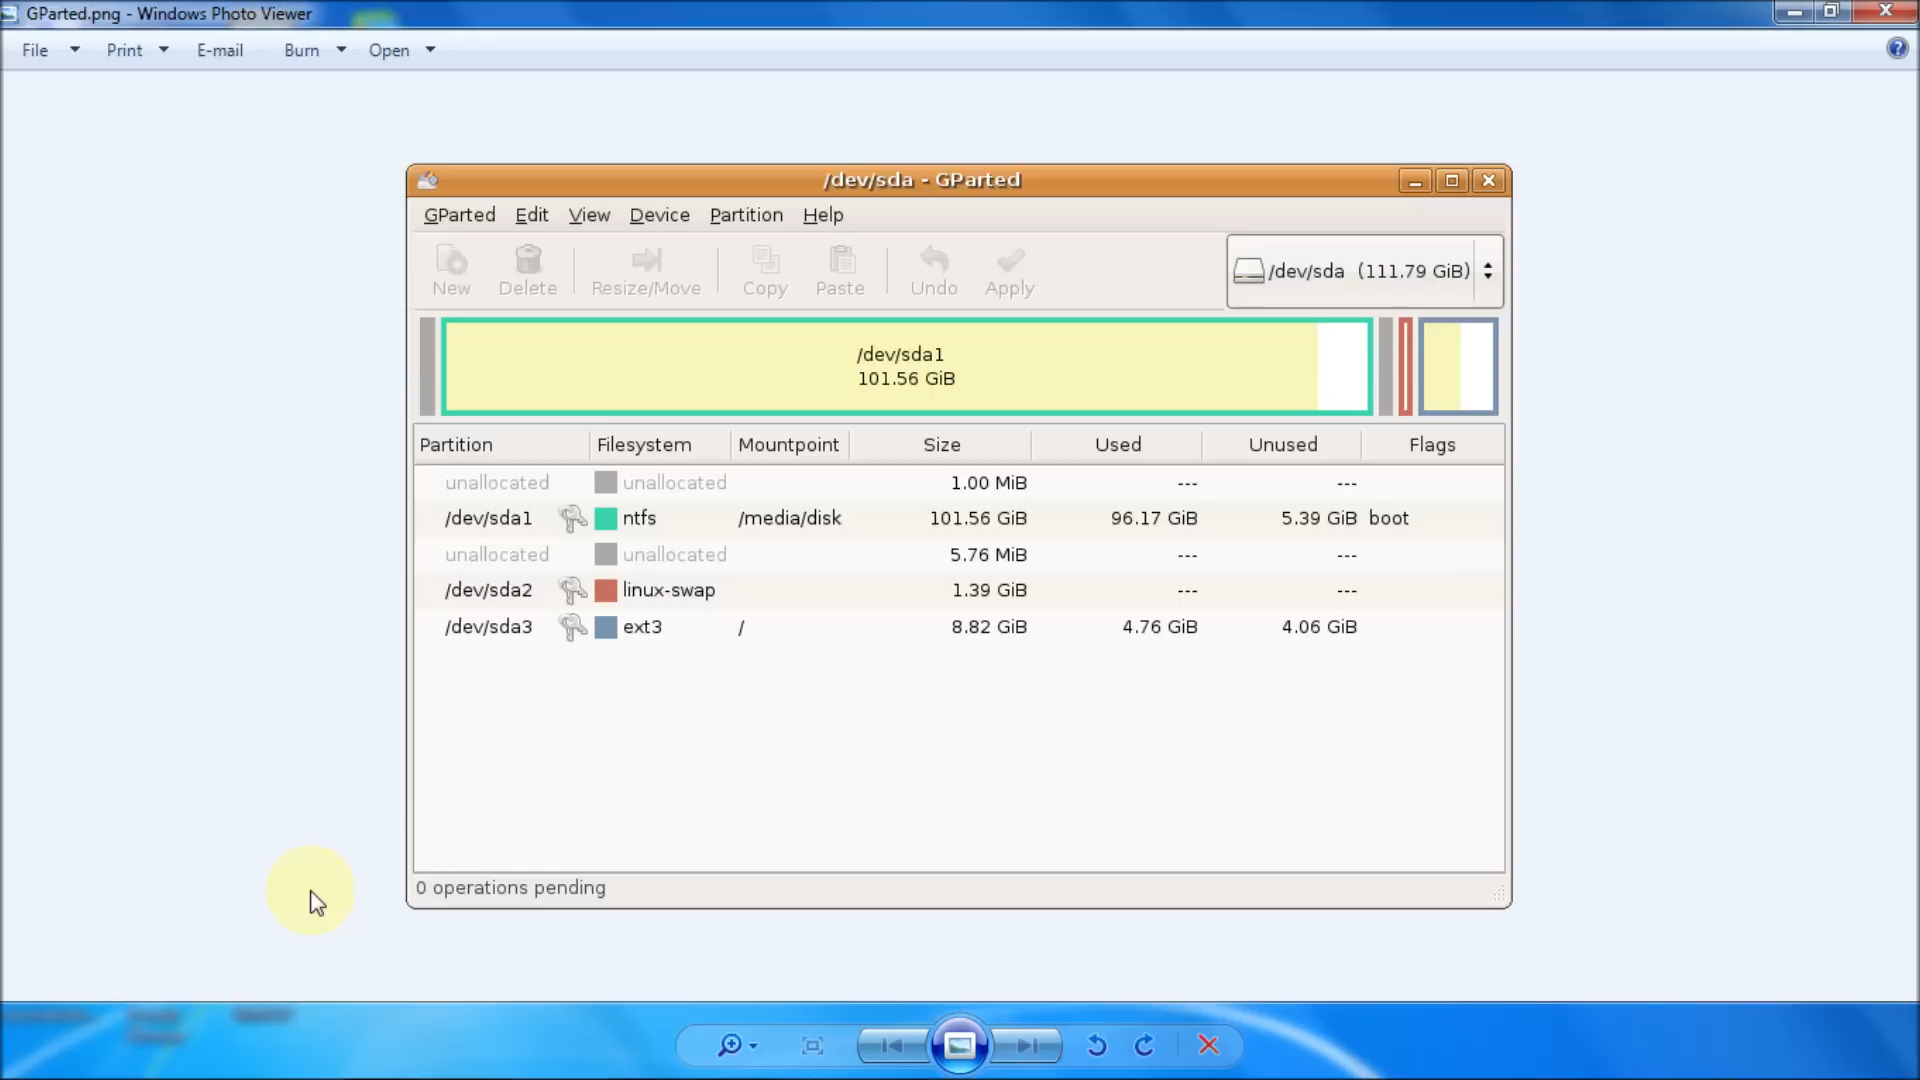 GParted.png - Windows Photo Viewer
File Print E-mail Burn Open
/dev/sda - GParted
GParted Edit View Device Partition Help
New Delete Resize/Move Copy Paste Undo Apply
/dev/sda (111.79 GiB)
/dev/sda1
101.56 GiB
Partition Filesystem Mountpoint Size Used Unused Flags
unallocated unallocated 1.00 MiB --- ---
/dev/sda1 ntfs /media/disk 101.56 GiB 96.17 GiB 5.39 GiB boot
unallocated unallocated 5.76 MiB --- ---
/dev/sda2 linux-swap 1.39 GiB --- ---
/dev/sda3 ext3 / 8.82 GiB 4.76 GiB 4.06 GiB
0 operations pending